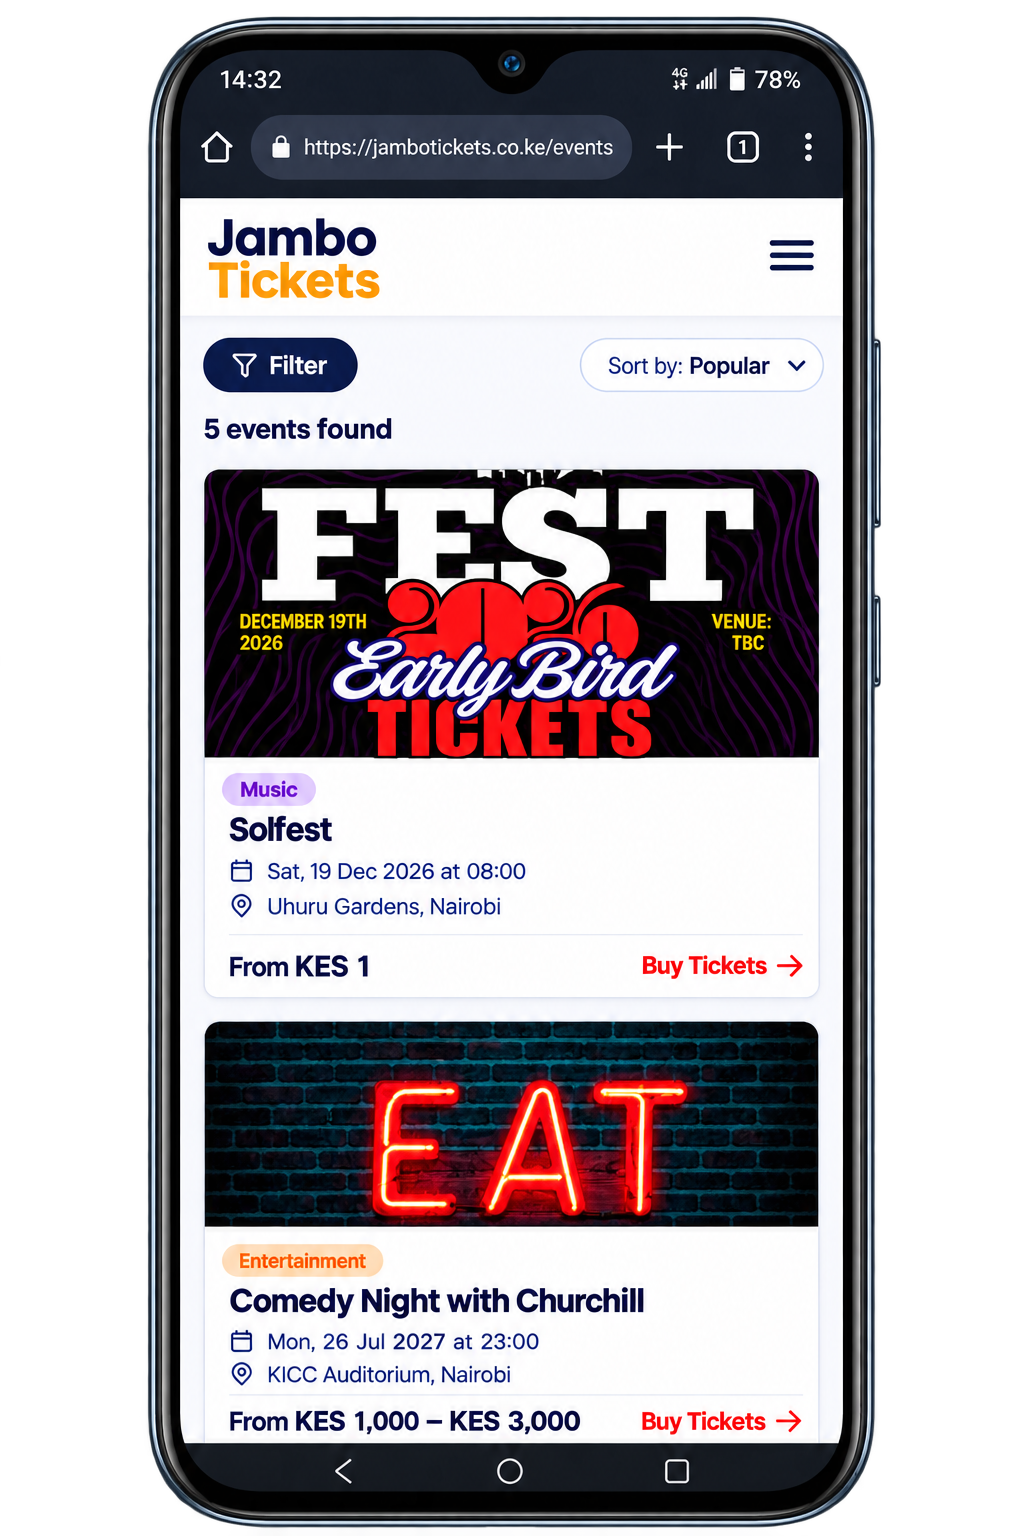 14:32
4G 78%
https://jambotickets.co.ke/events
1
Jambo
Tickets
Filter
Sort by: Popular
5 events found
FEST
2026
DECEMBER 19TH
2026
VENUE:
TBC
Early Bird
TICKETS
Music
Solfest
Sat, 19 Dec 2026 at 08:00
Uhuru Gardens, Nairobi
From KES 1
Buy Tickets
EAT
Entertainment
Comedy Night with Churchill
Mon, 26 Jul 2027 at 23:00
KICC Auditorium, Nairobi
From KES 1,000 – KES 3,000
Buy Tickets